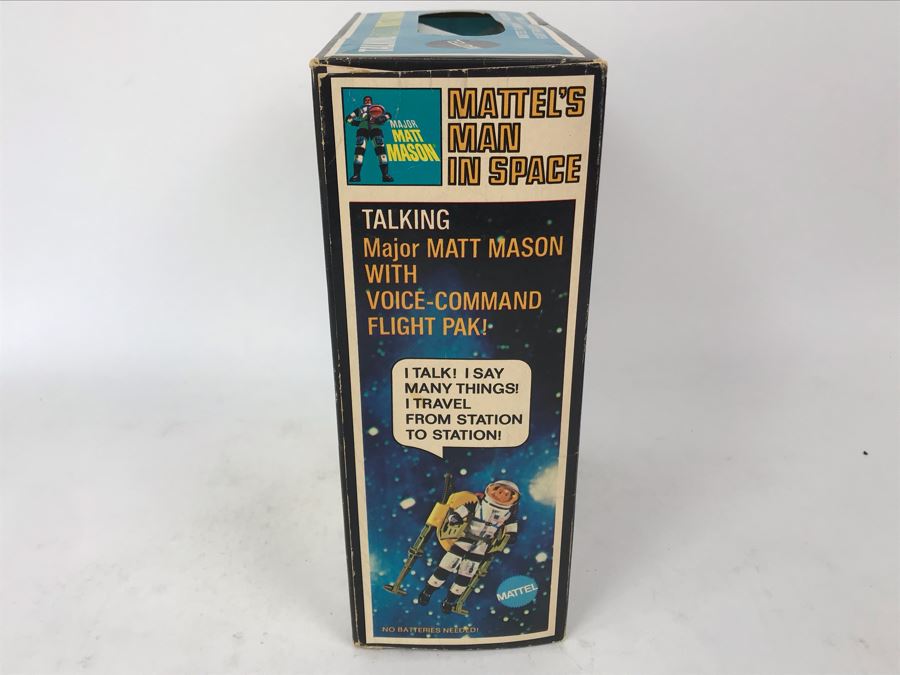 TALKING
MAJOR
MATT
MASON
MATTEL'S
MAN
IN SPACE
TALKING
Major MATT MASON
WITH
VOICE-COMMAND
FLIGHT PAK!
I TALK! I SAY
MANY THINGS!
I TRAVEL
FROM STATION
TO STATION!
MATTEL
NO BATTERIES NEEDED!